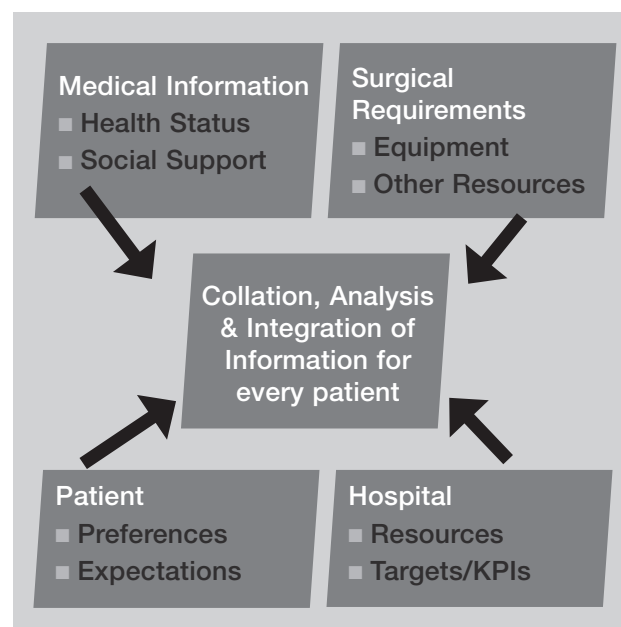 Medical Information
Health Status
Social Support
Surgical
Requirements
Equipment
Other Resources
Collation, Analysis
& Integration of
Information for
every patient
Patient
Preferences
Expectations
Hospital
Resources
Targets/KPIs